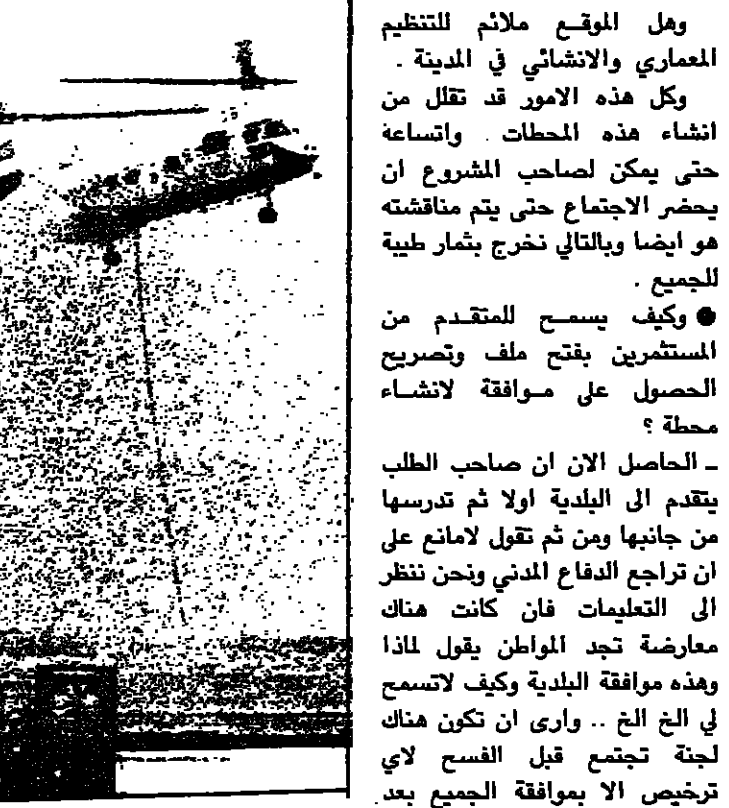 وهل الموقع ملائم للتنظيم
المعماري والانشائي في المدينة .
وكل هذه الامور قد تقلل من
انشاء هذه المحطات . واتساعة
حتى يمكن لصاحب المشروع ان
يحضر الاجتماع حتى يتم مناقشته
هو ايضا وبالتالي نخرج بثمار طيبة
للجميع .
● وكيف يسمح للمتقدم من
المستثمرين بفتح ملف وتصريح
الحصول على موافقة لانشاء
محطة ؟
ـ الحاصل الان ان صاحب الطلب
يتقدم الى البلدية اولا ثم تدرسها
من جانبها ومن ثم تقول لامانع على
ان تراجع الدفاع المدني ونحن ننظر
الى التعليمات فان كانت هناك
معارضة تجد المواطن يقول لماذا
وهذه موافقة البلدية وكيف لاتسمح
لي الخ الخ .. وارى ان تكون هناك
لجنة تجتمع قبل الفسح لاي
ترخيص الا بموافقة الجميع بعد